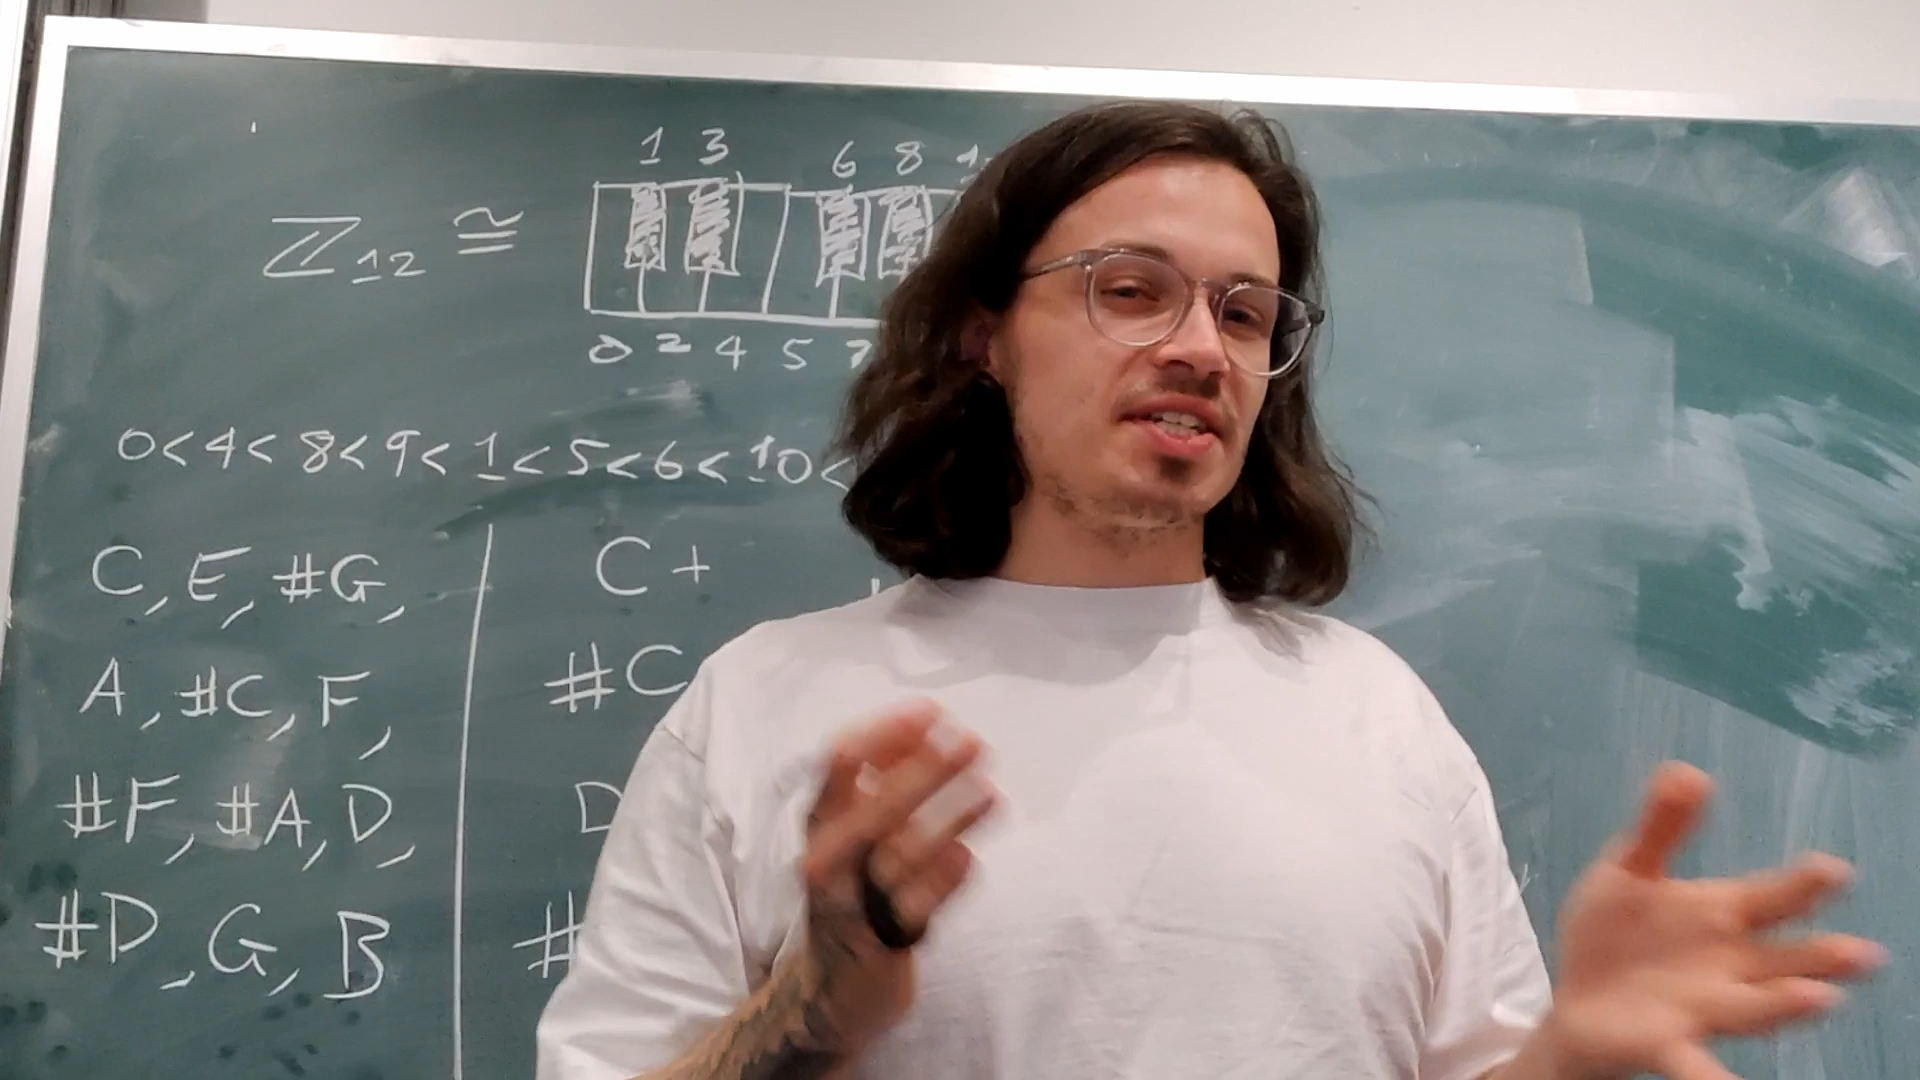 1 3 6 8
ℤ₁₂ ≅
0 2 4 5 7
0<4<8<9<1<5<6<10<
C, E, #G,
A, #C, F,
#F, #A, D,
#D, G, B
C+
#C
D
#